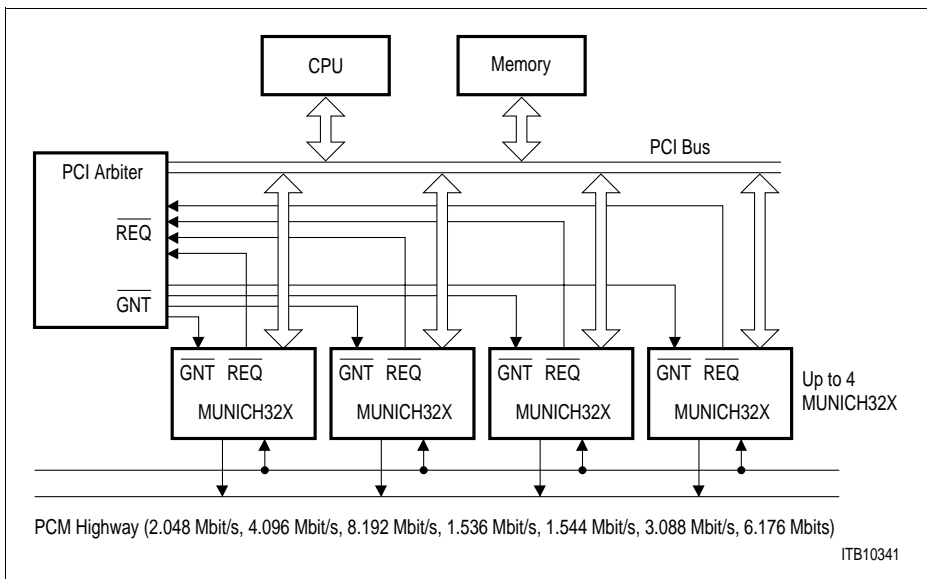 CPU
Memory
PCI Bus
PCI Arbiter
REQ
GNT
GNT REQ
MUNICH32X
GNT REQ
MUNICH32X
GNT REQ
MUNICH32X
GNT REQ
MUNICH32X
Up to 4
MUNICH32X
PCM Highway (2.048 Mbit/s, 4.096 Mbit/s, 8.192 Mbit/s, 1.536 Mbit/s, 1.544 Mbit/s, 3.088 Mbit/s, 6.176 Mbits)
ITB10341